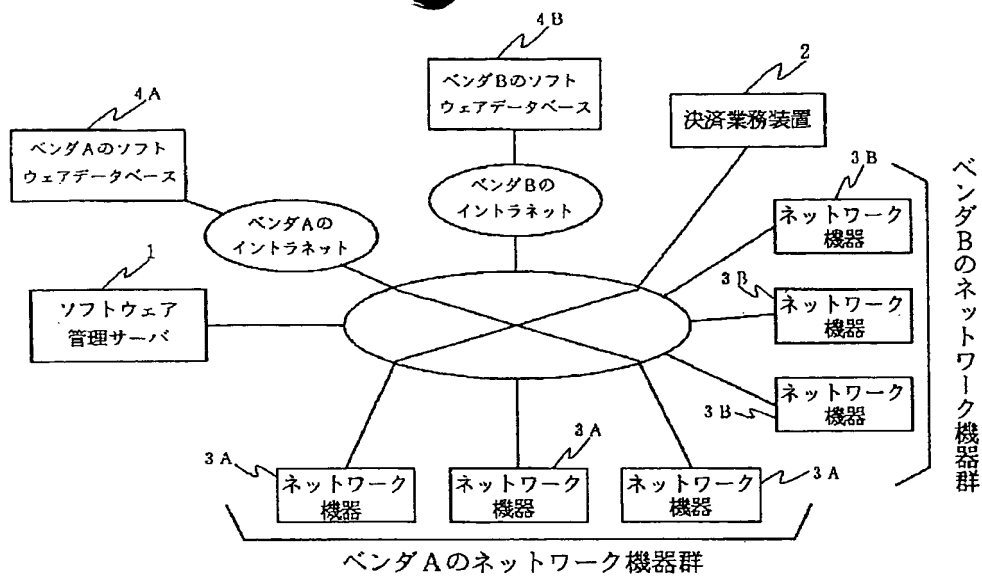 4B
2
4A
ベンダBのソフト
ウェアデータベース
決済業務装置
ベンダAのソフト
ウェアデータベース
3B
ベンダBの
イントラネット
ネットワーク
機器
ベンダAの
イントラネット
1
3B
ソフトウェア
管理サーバ
ネットワーク
機器
ネットワーク
機器
3B
ベンダBのネットワーク機器群
3A
3A
3A
ネットワーク
機器
ネットワーク
機器
ネットワーク
機器
ベンダAのネットワーク機器群